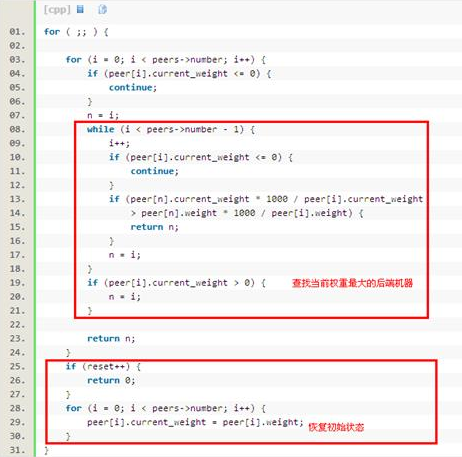 [cpp]
01. for ( ;; ) {
02.
03.     for (i = 0; i < peers->number; i++) {
04.         if (peer[i].current_weight <= 0) {
05.             continue;
06.         }
07.         n = i;
08.         while (i < peers->number - 1) {
09.             i++;
10.             if (peer[i].current_weight <= 0) {
11.                 continue;
12.             }
13.             if (peer[n].current_weight * 1000 / peer[i].current_weight
14.                 > peer[n].weight * 1000 / peer[i].weight) {
15.                 return n;
16.             }
17.             n = i;
18.         }
19.         if (peer[i].current_weight > 0) { 查找当前权重最大的后端机器
20.             n = i;
21.         }
22.
23.         return n;
24.     }
25.     if (reset++) {
26.         return 0;
27.     }
28.     for (i = 0; i < peers->number; i++) {
29.         peer[i].current_weight = peer[i].weight; 恢复初始状态
30.     }
31. }